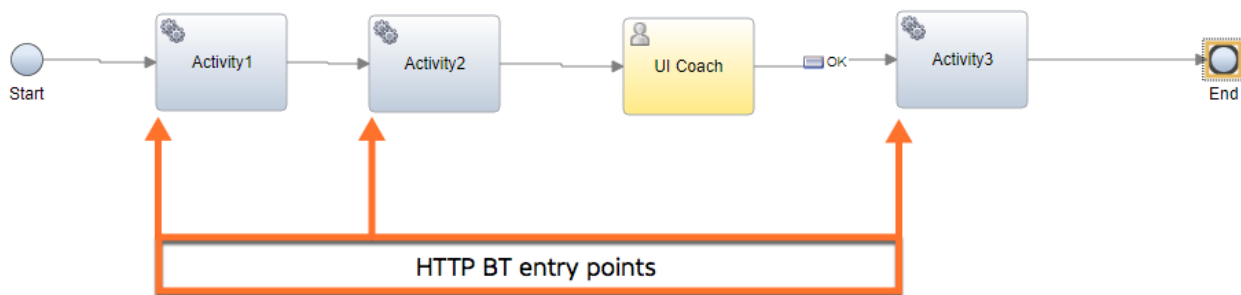 Start
Activity1
Activity2
UI Coach
OK
Activity3
End
HTTP BT entry points